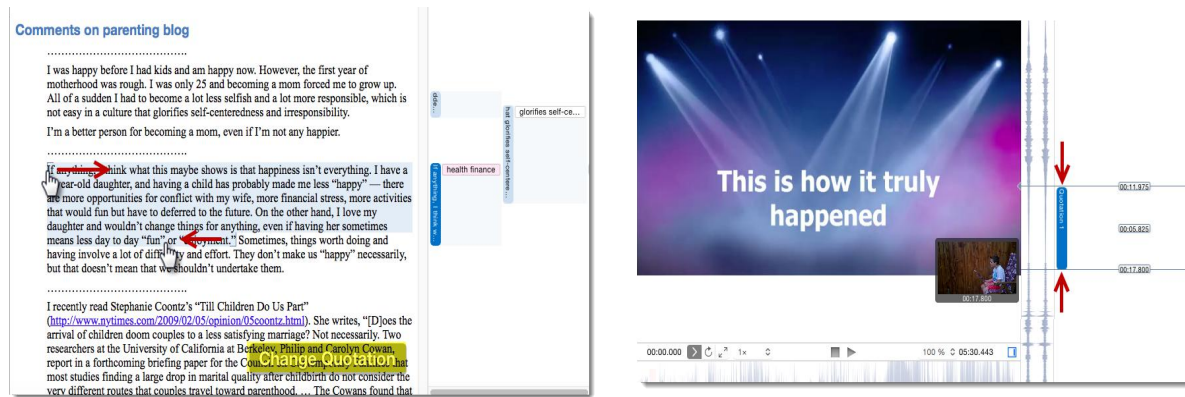 Comments on parenting blog
........................................
I was happy before I had kids and am happy now. However, the first year of
motherhood was rough. I was only 25 and becoming a mom forced me to grow up.
All of a sudden I had to become a lot less selfish and a lot more responsible, which is
not easy in a culture that glorifies self-centeredness and irresponsibility.
I'm a better person for becoming a mom, even if I'm not any happier.
........................................
If anything, I think what this maybe shows is that happiness isn't everything. I have a
year-old daughter, and having a child has probably made me less “happy” — there
are more opportunities for conflict with my wife, more financial stress, more activities
that would fun but have to deferred to the future. On the other hand, I love my
daughter and wouldn't change things for anything, even if having her sometimes
means less day to day “fun” or “enjoyment.” Sometimes, things worth doing and
having involve a lot of difficulty and effort. They don't make us “happy” necessarily,
but that doesn't mean that we shouldn't undertake them.
........................................
I recently read Stephanie Coontz's “Till Children Do Us Part”
(http://www.nytimes.com/2009/02/05/opinion/05coontz.html). She writes, “[D]oes the
arrival of children doom couples to a less satisfying marriage? Not necessarily. Two
researchers at the University of California at Berkeley, Philip and Carolyn Cowan,
report in a forthcoming briefing paper for the that
most studies finding a large drop in marital quality after childbirth do not consider the
very different routes that couples travel toward parenthood. … The Cowans found that
Change Quotation
dide...
hat glorifies self-centere...
glorifies self-ce...
If anything, I think w...
health finance
This is how it truly
happened
00:17.800
Quotation 1
00:11.975
00:05.825
00:17.800
00:00.000
1x
100 % 05:30.443